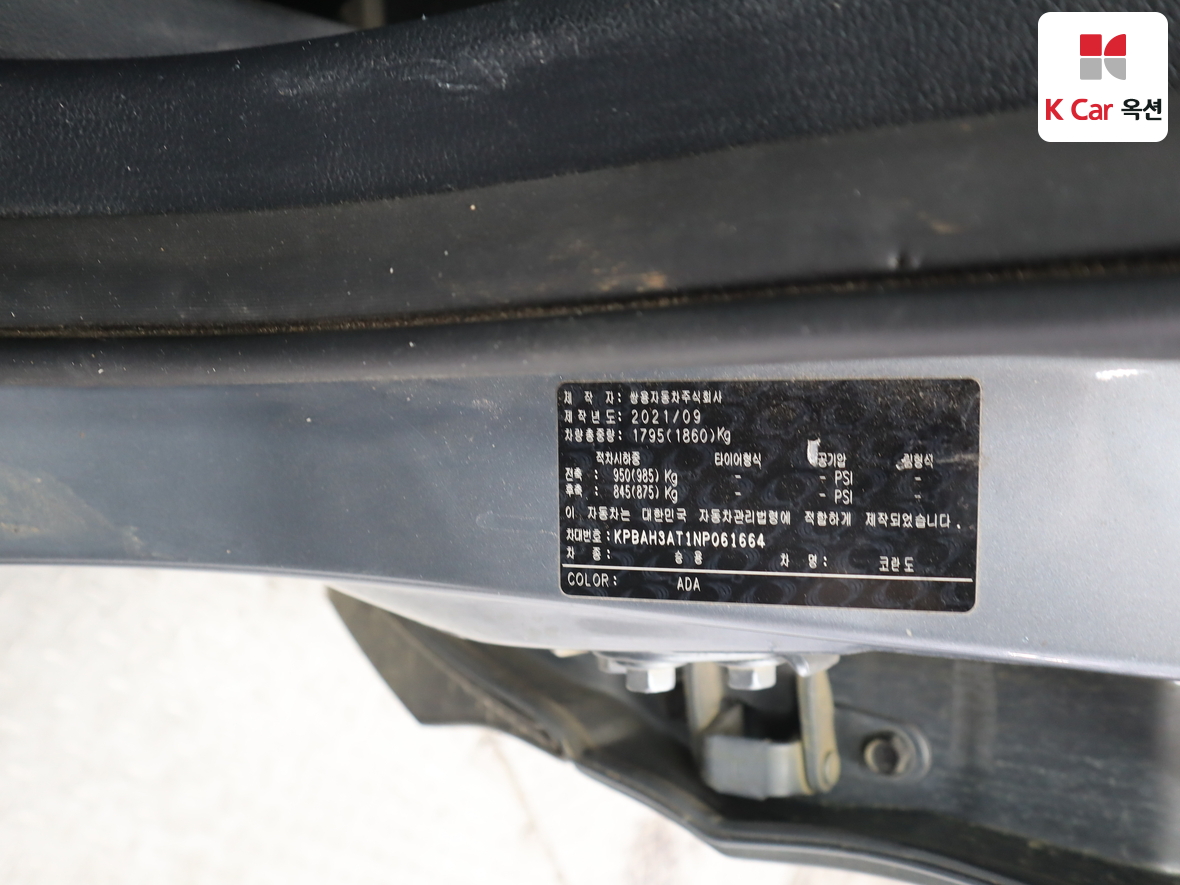 K Car 옥션
제 작 자: 쌍용자동차주식회사
제작년도: 2021/09
차량총중량: 1795(1860)Kg
적차시하중 타이어형식 공기압 림형식
전축 : 950(985) Kg - - PSI -
후축 : 845(875) Kg - - PSI -
이 자동차는 대한민국 자동차관리법령에 적합하게 제작되었습니다.
차대번호: KPBAH3AT1NP061664
차 종: 승용 차 명: 코란도
COLOR: ADA